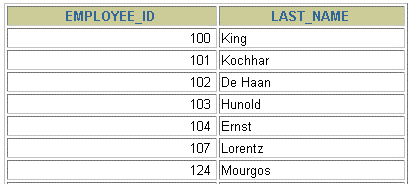 EMPLOYEE_ID LAST_NAME
100 King
101 Kochhar
102 De Haan
103 Hunold
104 Ernst
107 Lorentz
124 Mourgos